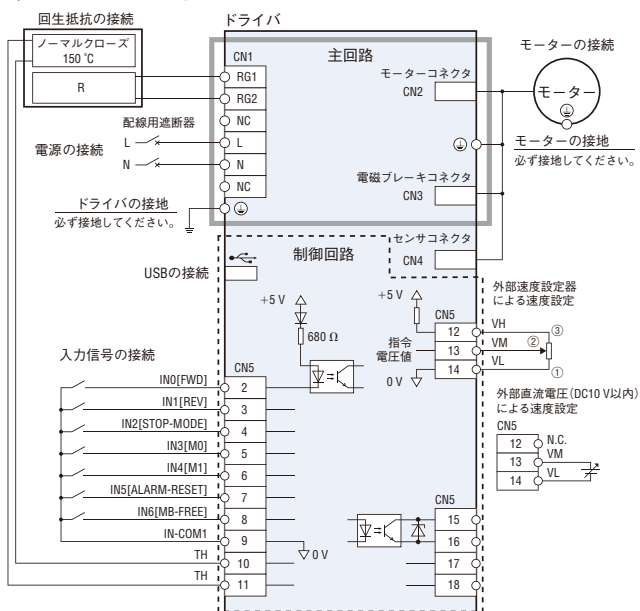 回生抵抗の接続
ノーマルクローズ
150 ℃
R
ドライバ
主回路
CN1
RG1
RG2
NC
L
N
NC
配線用遮断器
電源の接続
L
N
ドライバの接地
必ず接地してください。
モーターコネクタ
CN2
電磁ブレーキコネクタ
CN3
モーターの接続
モーター
モーターの接地
必ず接地してください。
センサコネクタ
CN4
制御回路
USBの接続
+5 V
680 Ω
+5 V
指令
電圧値
0 V
CN5
12
13
14
VH
VM
VL
③
②
①
外部速度設定器
による速度設定
外部直流電圧(DC10 V以内)
による速度設定
CN5
12 N.C.
13 VM
14 VL
入力信号の接続
CN5
IN0[FWD] 2
IN1[REV] 3
IN2[STOP-MODE] 4
IN3[M0] 5
IN4[M1] 6
IN5[ALARM-RESET] 7
IN6[MB-FREE] 8
IN-COM1 9
TH 10
TH 11
0 V
CN5
15
16
17
18